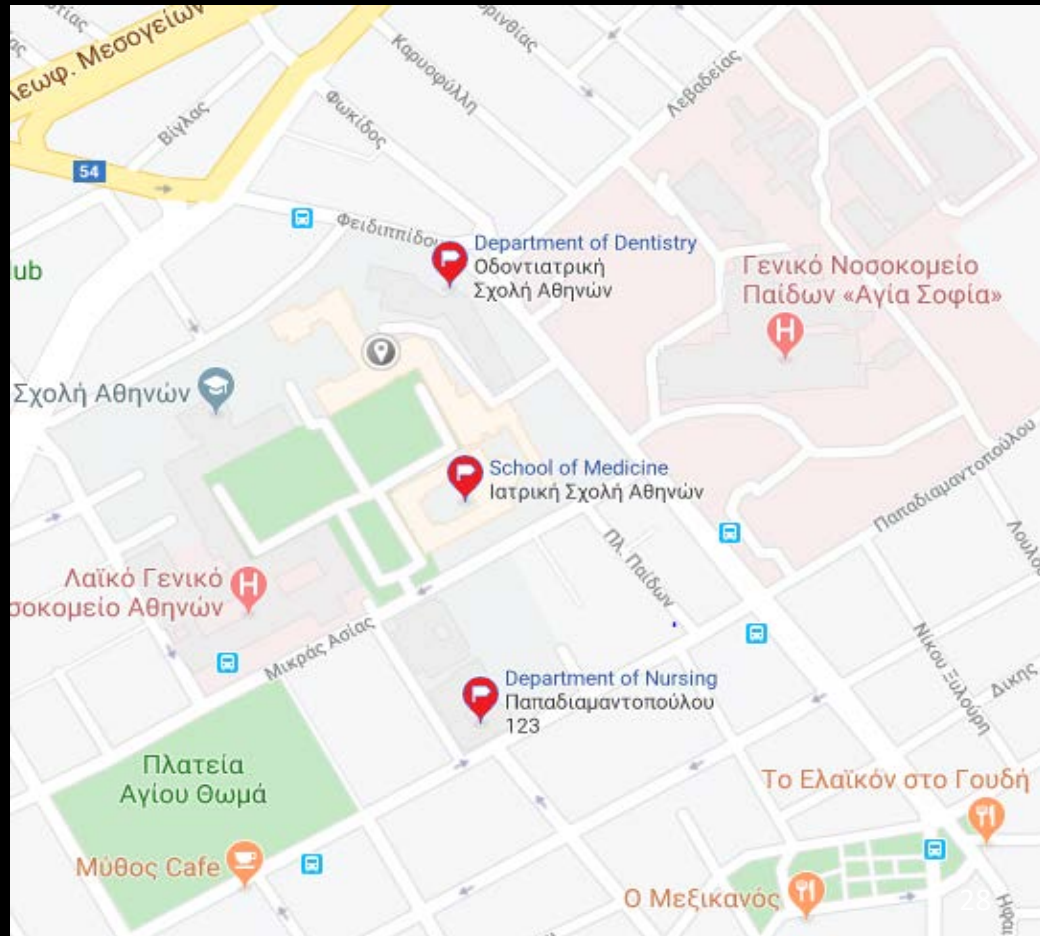 Λεωφ. Μεσογείων
Βίγλας
Φωκίδος
Καρυοφύλλη
Λεβαδείας
54
Φειδιππίδου
ub
Department of Dentistry
Οδοντιατρική
Σχολή Αθηνών
Γενικό Νοσοκομείο
Παίδων «Αγία Σοφία»
H
Σχολή Αθηνών
School of Medicine
Ιατρική Σχολή Αθηνών
Παπαδιαμαντοπούλου
Πλ. Παίδων
Λαϊκό Γενικό
οσοκομείο Αθηνών
H
Μικράς Ασίας
Νίκου Ξυλούρη
Δικης
Department of Nursing
Παπαδιαμαντοπούλου
123
Πλατεία
Αγίου Θωμά
Το Ελαϊκόν στο Γουδή
Μύθος Cafe
Ο Μεξικανός
28